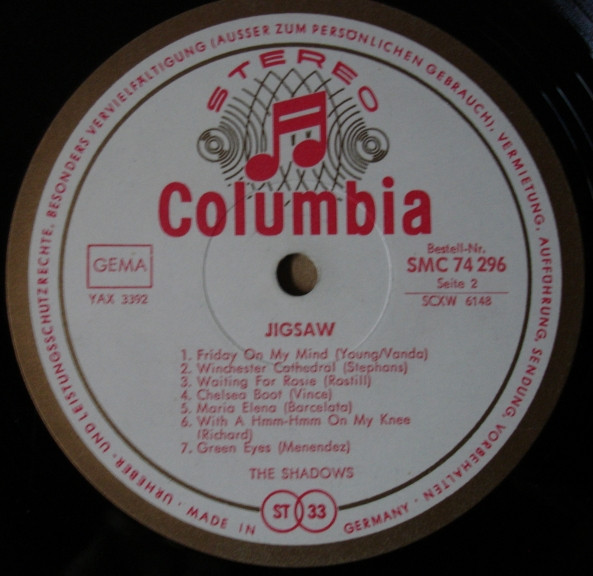 URHEBER- UND LEISTUNGSSCHUTZRECHTE, BESONDERS VERVIELFÄLTIGUNG (AUSSER ZUM PERSÖNLICHEN GEBRAUCH), VERMIETUNG, AUFFÜHRUNG, SENDUNG, VORBEHALTEN ·
STEREO
Columbia
GEMA
YAX 3392
Bestell-Nr.
SMC 74 296
Seite 2
SCXW 6148
JIGSAW
1. Friday On My Mind (Young/Vanda)
2. Winchester Cathedral (Stephans)
3. Waiting For Rosie (Rostill)
4. Chelsea Boot (Vince)
5. Maria Elena (Barcelata)
6. With A Hmm-Hmm On My Knee
(Richard)
7. Green Eyes (Menendez)
THE SHADOWS
ST 33
· MADE IN GERMANY ·